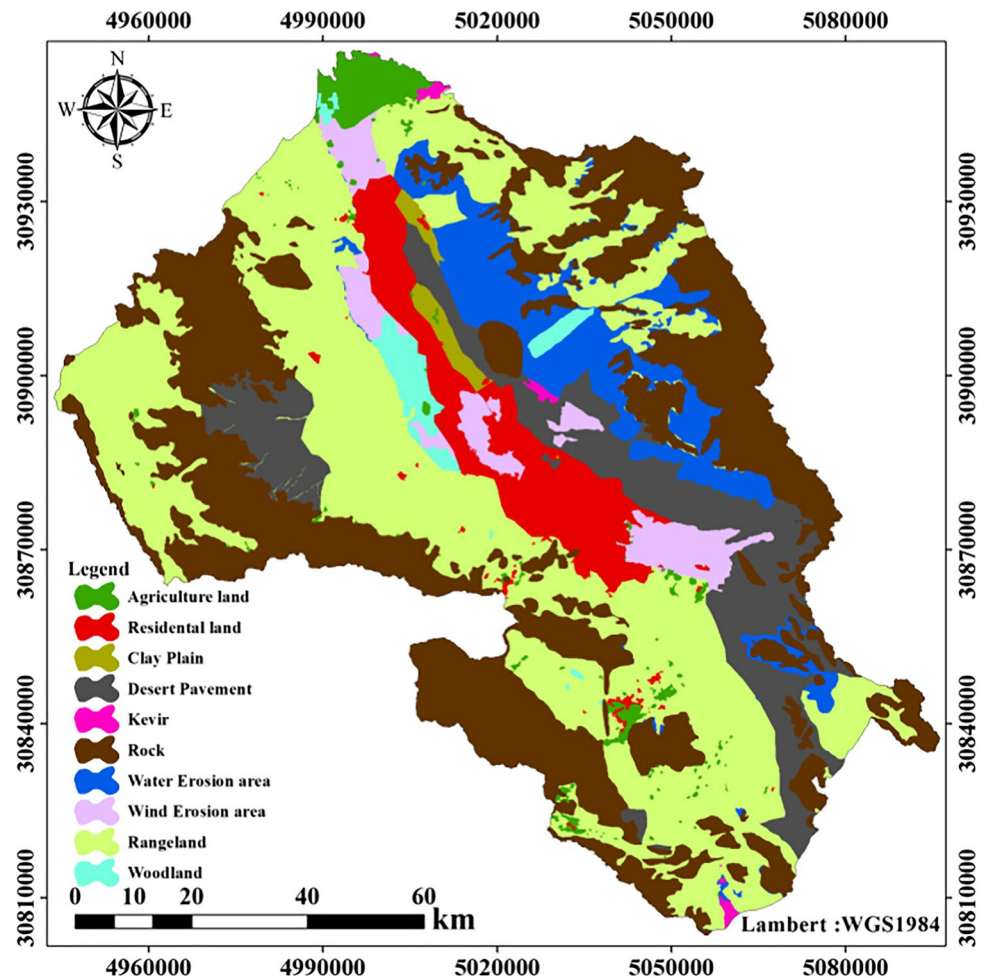 4960000 4990000 5020000 5050000 5080000
N
W E
S
30930000 30930000
30900000 30900000
30870000 30870000
30840000 30840000
30810000 30810000
Legend
Agriculture land
Residental land
Clay Plain
Desert Pavement
Kevir
Rock
Water Erosion area
Wind Erosion area
Rangeland
Woodland
0 10 20 40 60
km
Lambert :WGS1984
4960000 4990000 5020000 5050000 5080000